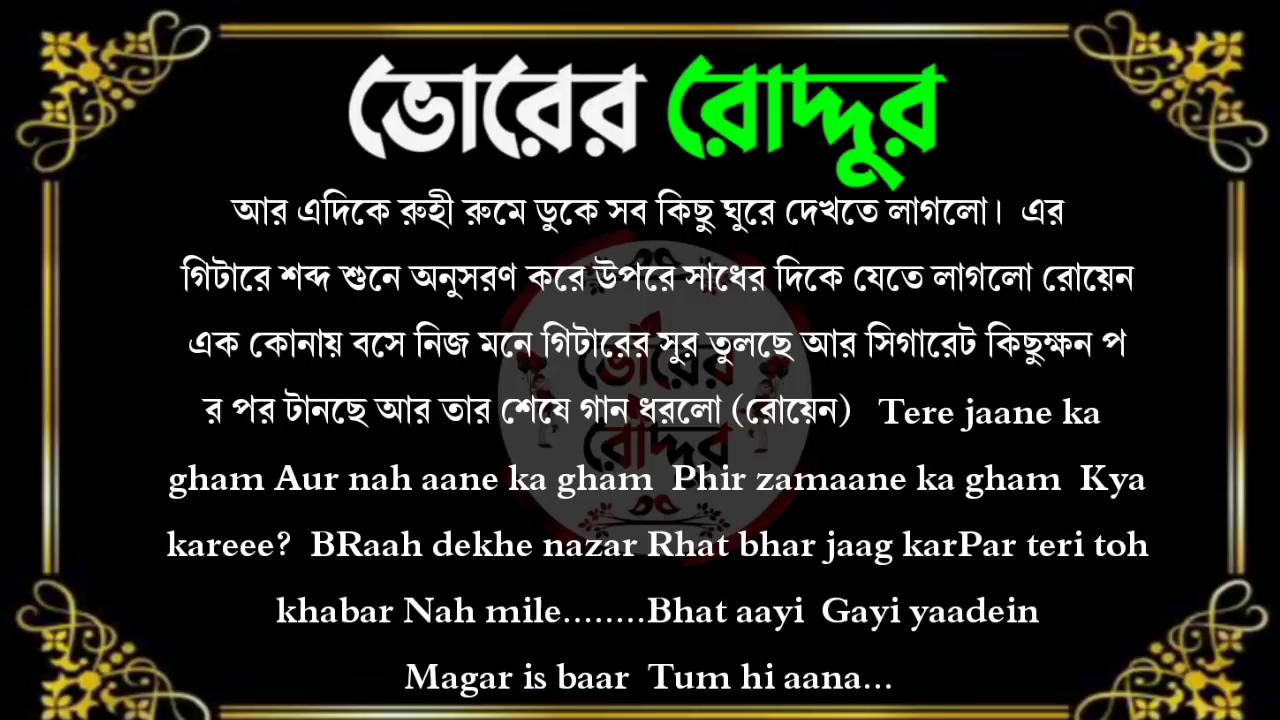 ভোরের রোদ্দুর
আর এদিকে রুহী রুমে ডুকে সব কিছু ঘুরে দেখতে লাগলো। এর
গিটারে শব্দ শুনে অনুসরণ করে উপরে সাধের দিকে যেতে লাগলো রোয়েন
এক কোনায় বসে নিজ মনে গিটারের সুর তুলছে আর সিগারেট কিছুক্ষন প
র পর টানছে আর তার শেষে গান ধরলো (রোয়েন) Tere jaane ka
gham Aur nah aane ka gham Phir zamaane ka gham Kya
kareee? BRaah dekhe nazar Rhat bhar jaag karPar teri toh
khabar Nah mile........Bhat aayi Gayi yaadein
Magar is baar Tum hi aana...
ভোরের
রোদ্দুর